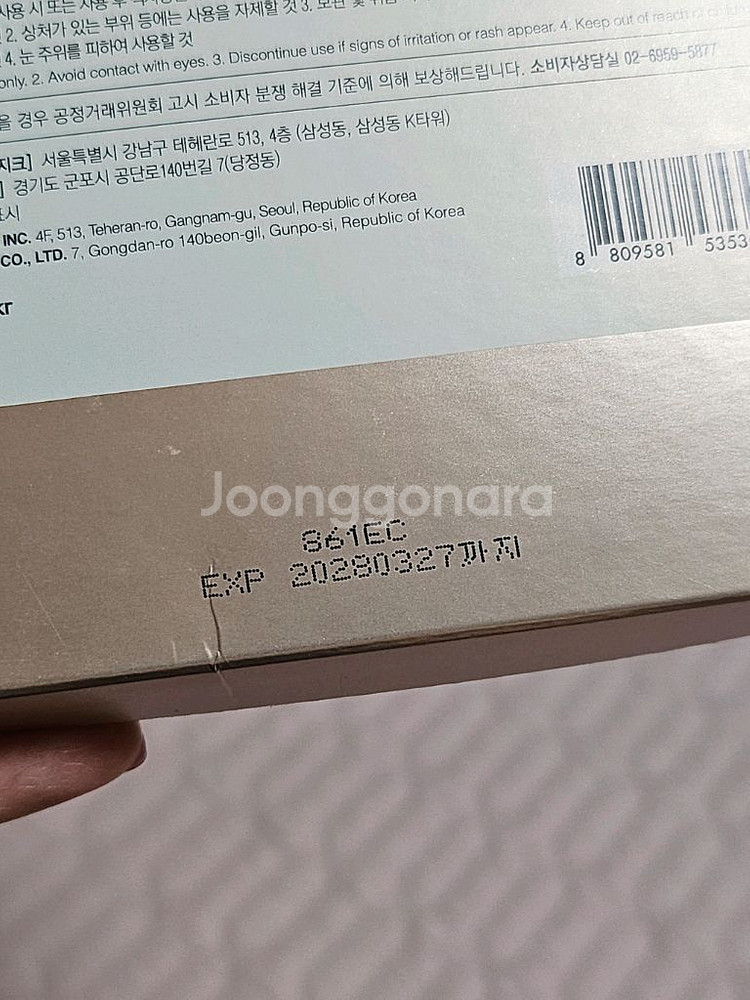 사용 시 또는 사용 후
2. 상처가 있는 부위 등에는 사용을 자제할 것 3. 보관 및
4. 눈 주위를 피하여 사용할 것
only. 2. Avoid contact with eyes. 3. Discontinue use if signs of irritation or rash appear. 4. Keep out of reach of
을 경우 공정거래위원회 고시 소비자 분쟁 해결 기준에 의해 보상해드립니다. 소비자상담실 02-6959-5877
지크] 서울특별시 강남구 테헤란로 513, 4층 (삼성동, 삼성동 K타워)
] 경기도 군포시 공단로140번길 7(당정동)
표시
INC. 4F, 513, Teheran-ro, Gangnam-gu, Seoul, Republic of Korea
CO., LTD. 7, Gongdan-ro 140beon-gil, Gunpo-si, Republic of Korea
kr
8 809581 5353
Joonggonara
861EC
EXP 20280327까지